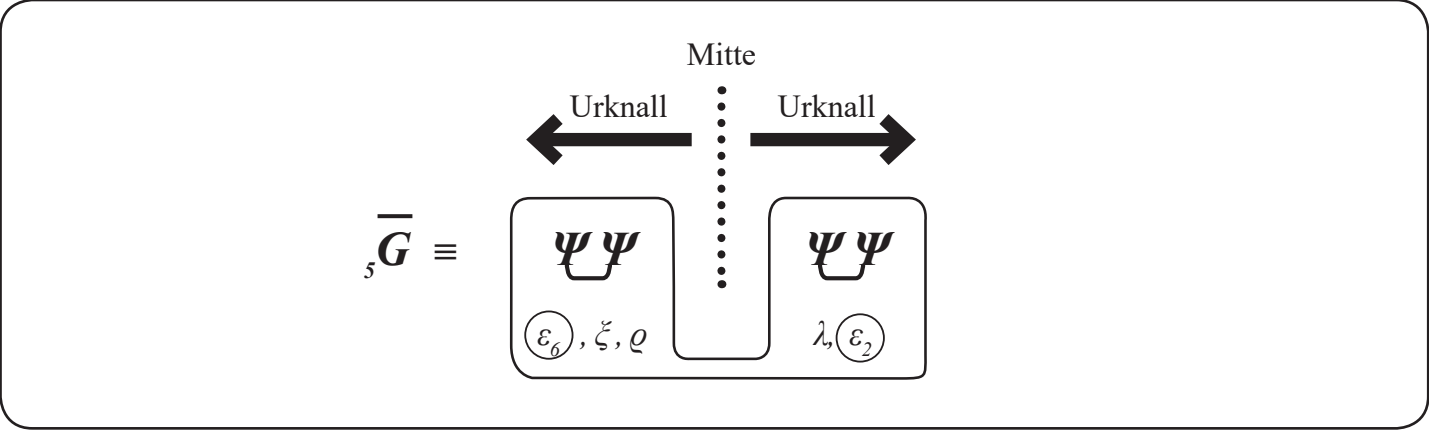 Mitte
Urknall Urknall
₅G̅ ≡ ΨΨ ΨΨ
ε₆ , ξ , ϱ λ, ε₂